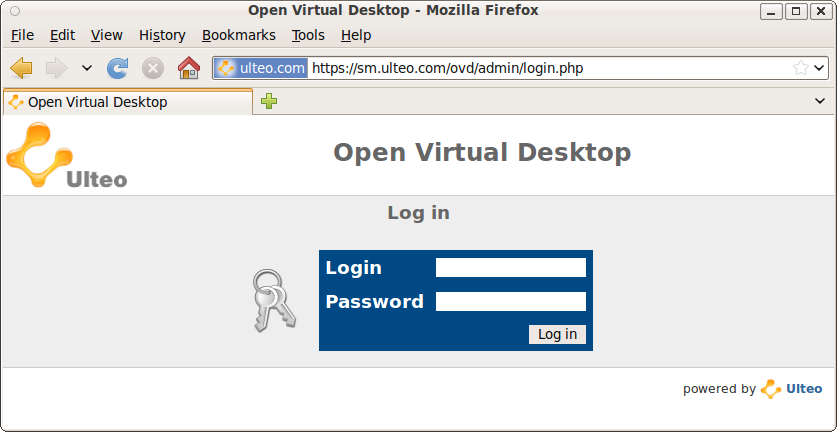 Open Virtual Desktop - Mozilla Firefox
File Edit View History Bookmarks Tools Help
ulteo.com https://sm.ulteo.com/ovd/admin/login.php
Open Virtual Desktop
Ulteo
Open Virtual Desktop
Log in
Login
Password
Log in
powered by Ulteo